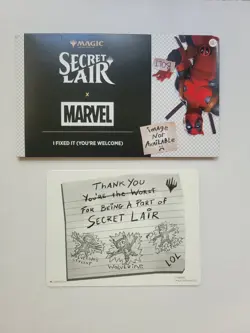 MAGIC
SECRET
LAIR
x
MARVEL
I FIXED IT (YOU'RE WELCOME)
IMAGE
NOT
AVAILABLE
THANK YOU
You're the Worst
FOR BEING A PART OF
SECRET LAIR
WOLVERINE
LOL